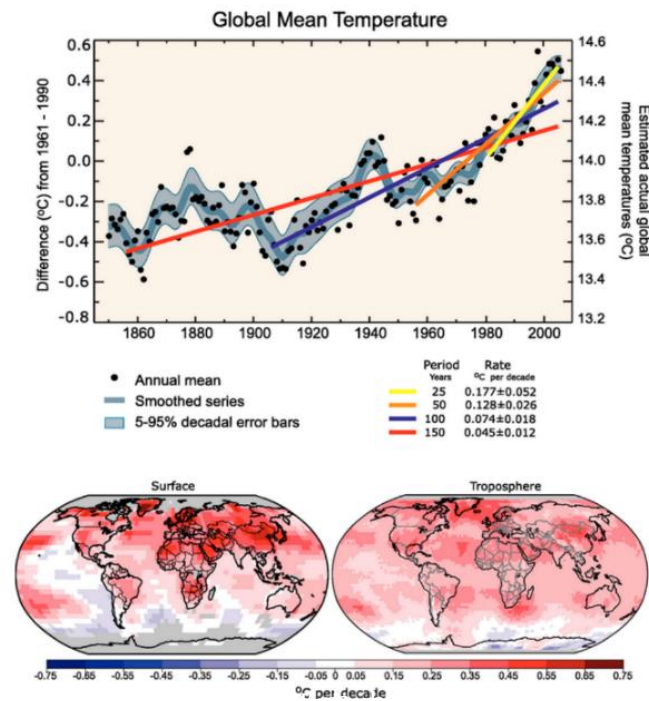 Global Mean Temperature
Difference (°C) from 1961 - 1990
0.6
0.4
0.2
0.0
-0.2
-0.4
-0.6
-0.8
14.6
14.4
14.2
14.0
13.8
13.6
13.4
13.2
Estimated actual global
mean temperatures (°C)
1860 1880 1900 1920 1940 1960 1980 2000
Annual mean
Smoothed series
5-95% decadal error bars
Period Rate
Years °C per decade
25 0.177±0.052
50 0.128±0.026
100 0.074±0.018
150 0.045±0.012
Surface Troposphere
-0.75 -0.65 -0.55 -0.45 -0.35 -0.25 -0.15 0 0.15 0.25 0.35 0.45 0.55 0.65 0.75
°C per decade